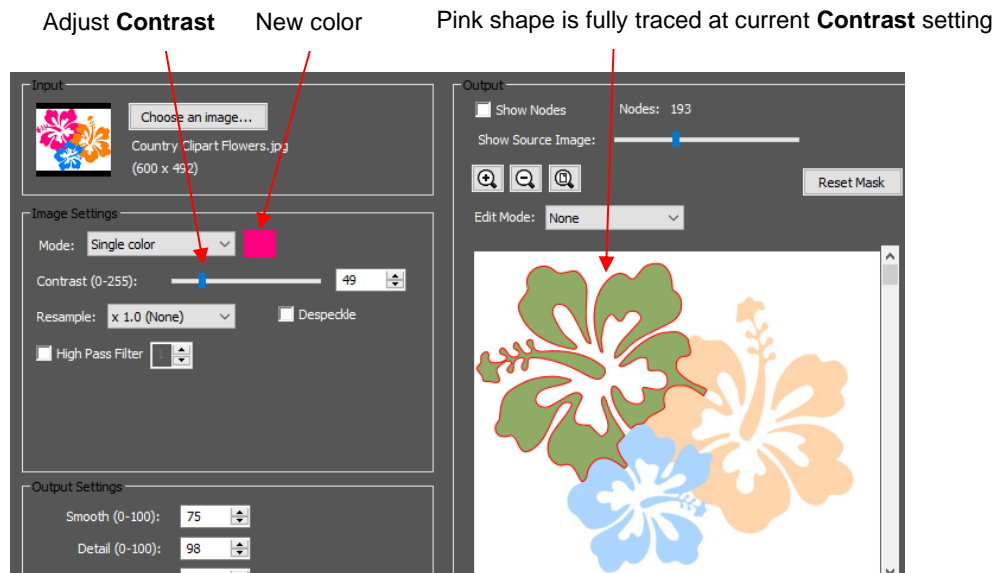 Adjust Contrast
New color
Pink shape is fully traced at current Contrast setting
Input
Choose an image...
Country Clipart Flowers.jpg
(600 x 492)
Image Settings
Mode: Single color
Contrast (0-255): 49
Resample: x 1.0 (None) Despeckle
High Pass Filter 1
Output Settings
Smooth (0-100): 75
Detail (0-100): 98
Output
Show Nodes Nodes: 193
Show Source Image:
Reset Mask
Edit Mode: None